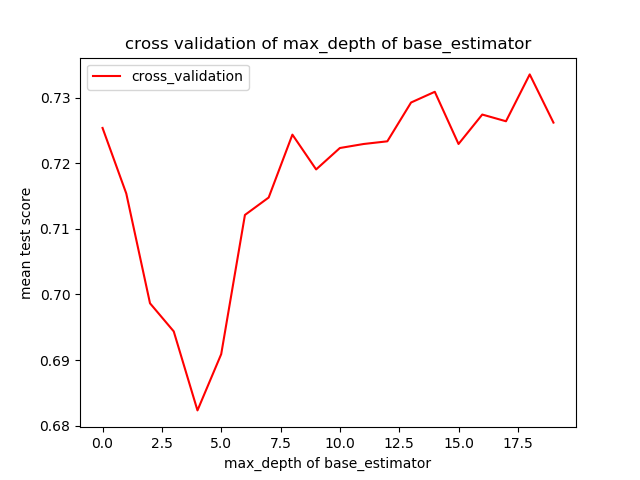 cross validation of max_depth of base_estimator
cross_validation
0.73
0.72
0.71
0.70
0.69
0.68
mean test score
0.0 2.5 5.0 7.5 10.0 12.5 15.0 17.5
max_depth of base_estimator